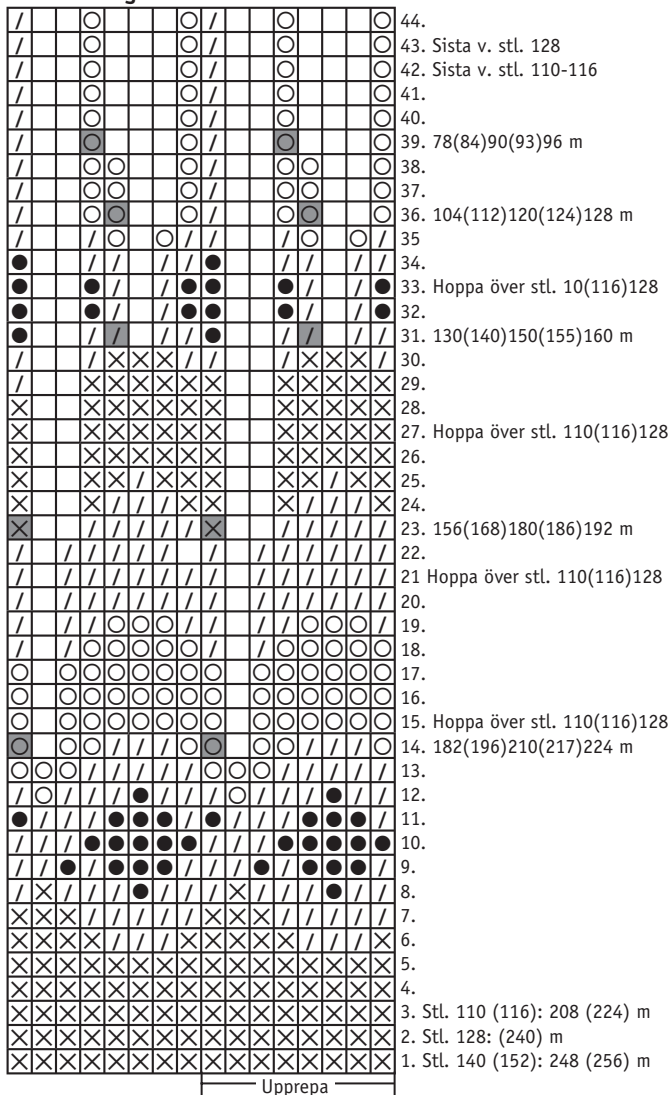 44.
43. Sista v. stl. 128
42. Sista v. stl. 110-116
41.
40.
39. 78(84)90(93)96 m
38.
37.
36. 104(112)120(124)128 m
35
34.
33. Hoppa över stl. 10(116)128
32.
31. 130(140)150(155)160 m
30.
29.
28.
27. Hoppa över stl. 110(116)128
26.
25.
24.
23. 156(168)180(186)192 m
22.
21 Hoppa över stl. 110(116)128
20.
19.
18.
17.
16.
15. Hoppa över stl. 110(116)128
14. 182(196)210(217)224 m
13.
12.
11.
10.
9.
8.
7.
6.
5.
4.
3. Stl. 110 (116): 208 (224) m
2. Stl. 128: (240) m
1. Stl. 140 (152): 248 (256) m
Upprepa